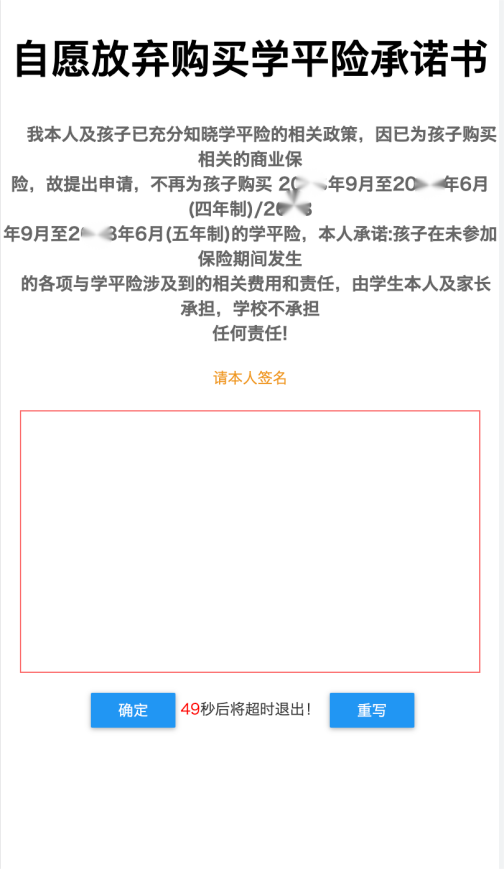 自愿放弃购买学平险承诺书
我本人及孩子已充分知晓学平险的相关政策，因已为孩子购买
相关的商业保
险，故提出申请，不再为孩子购买 20年9月至20年6月
(四年制)/20
年9月至23年6月(五年制)的学平险，本人承诺:孩子在未参加
保险期间发生
的各项与学平险涉及到的相关费用和责任，由学生本人及家长
承担，学校不承担
任何责任!
请本人签名
确定 49秒后将超时退出! 重写